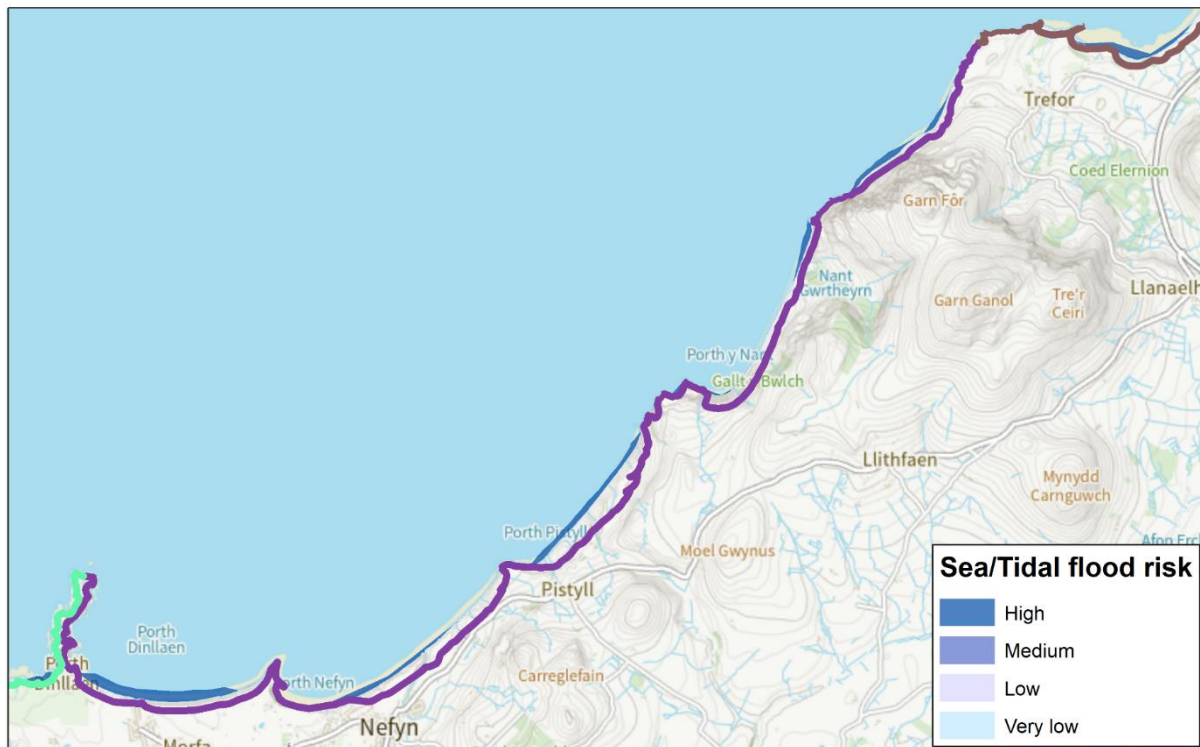 Trefor
Coed Elernion
Garn Fôr
Llanaelh
Nant
Gwrtheyrn
Garn Ganol
Tre'r
Ceiri
Porth y Nant
Gallt y Bwlch
Llithfaen
Mynydd
Carnguwch
Porth Pistyll
Moel Gwynus
Afon Erch
Pistyll
Sea/Tidal flood risk
High
Medium
Low
Very low
Porth
Dinllaen
Porth
Dinllaen
Porth Nefyn
Carreglefain
Nefyn
Morfa